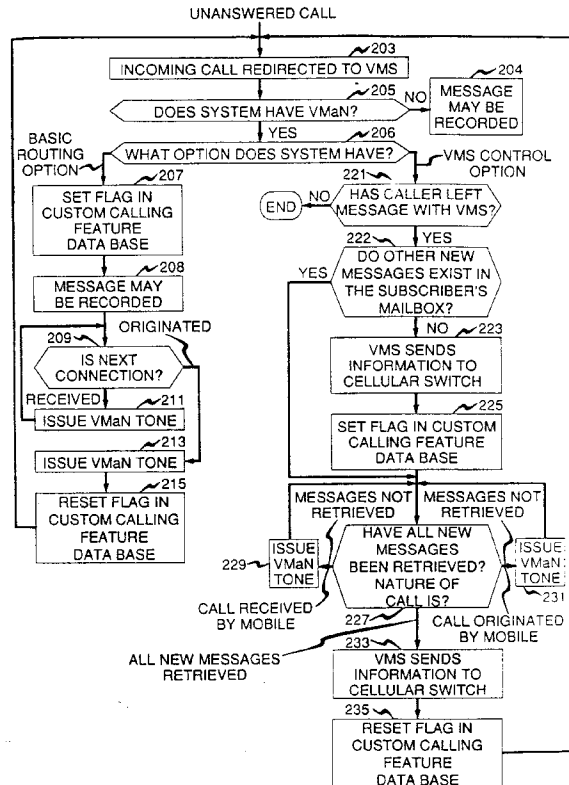 UNANSWERED CALL
203
INCOMING CALL REDIRECTED TO VMS
204
MESSAGE
MAY BE
RECORDED
205
DOES SYSTEM HAVE VMaN?
NO
YES
206
WHAT OPTION DOES SYSTEM HAVE?
BASIC
ROUTING
OPTION
VMS CONTROL
OPTION
207
SET FLAG IN
CUSTOM CALLING
FEATURE
DATA BASE
208
MESSAGE MAY
BE RECORDED
ORIGINATED
209
IS NEXT
CONNECTION?
RECEIVED
211
ISSUE VMaN TONE
213
ISSUE VMaN TONE
215
RESET FLAG IN
CUSTOM CALLING
FEATURE
DATA BASE
221
HAS CALLER LEFT
MESSAGE WITH VMS?
NO
END
YES
222
DO OTHER NEW
MESSAGES EXIST IN
THE SUBSCRIBER'S
MAILBOX?
YES
NO
223
VMS SENDS
INFORMATION TO
CELLULAR SWITCH
225
SET FLAG IN CUSTOM
CALLING FEATURE
DATA BASE
MESSAGES NOT
RETRIEVED
MESSAGES NOT
RETRIEVED
HAVE ALL NEW
MESSAGES
BEEN RETRIEVED?
NATURE OF
CALL IS?
227
229
ISSUE
VMaN
TONE
ISSUE
VMaN
TONE
231
CALL RECEIVED
BY MOBILE
CALL ORIGINATED
BY MOBILE
ALL NEW MESSAGES
RETRIEVED
233
VMS SENDS
INFORMATION TO
CELLULAR SWITCH
235
RESET FLAG IN
CUSTOM CALLING
FEATURE
DATA BASE